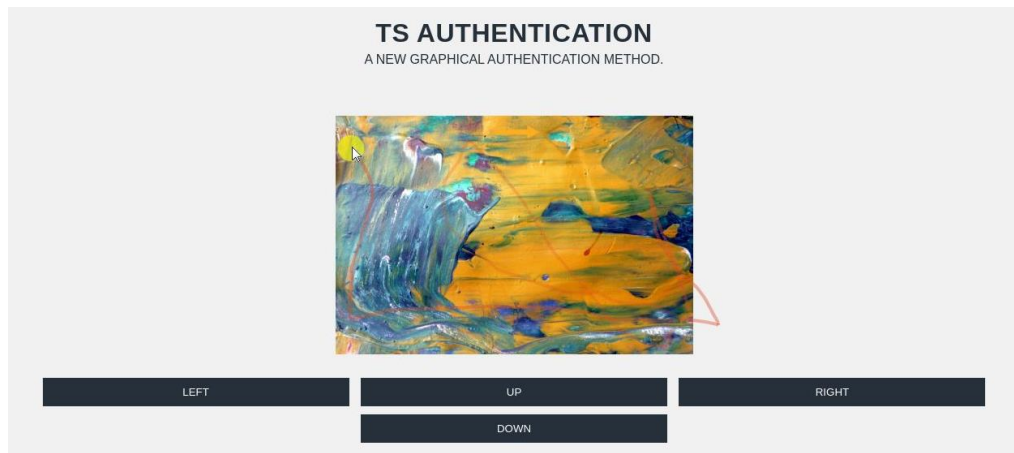 TS AUTHENTICATION
A NEW GRAPHICAL AUTHENTICATION METHOD.
LEFT
UP
RIGHT
DOWN